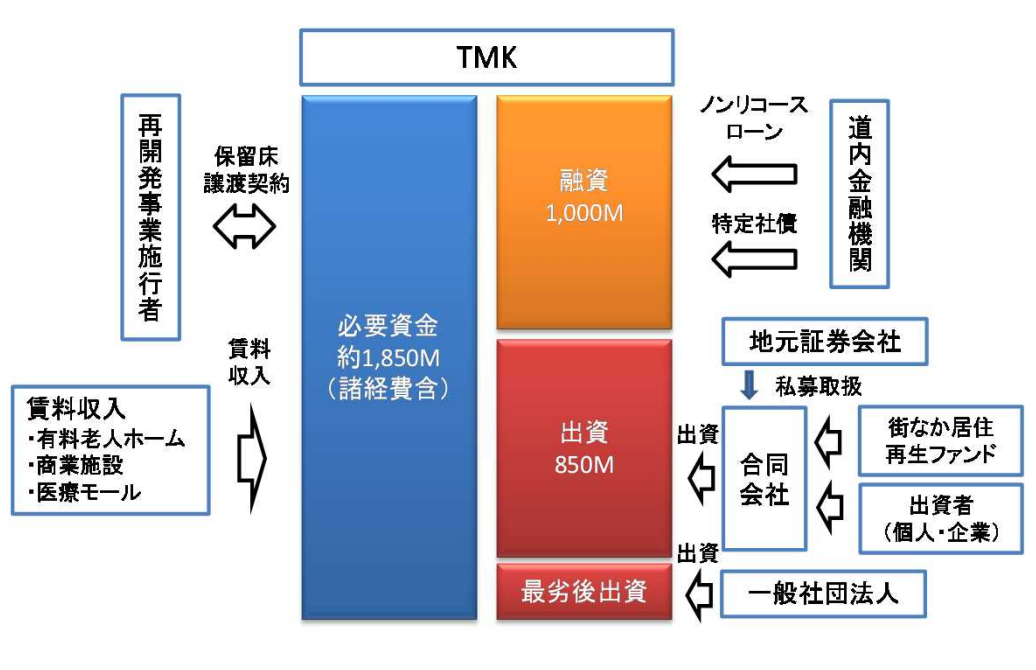 TMK
再開発事業施行者
保留床
譲渡契約
賃料
収入
賃料収入
・有料老人ホーム
・商業施設
・医療モール
必要資金
約1,850M
（諸経費含）
融資
1,000M
出資
850M
最劣後出資
ノンリコース
ローン
特定社債
道内金融機関
地元証券会社
私募取扱
出資
合同
会社
街なか居住
再生ファンド
出資者
（個人・企業）
出資
一般社団法人